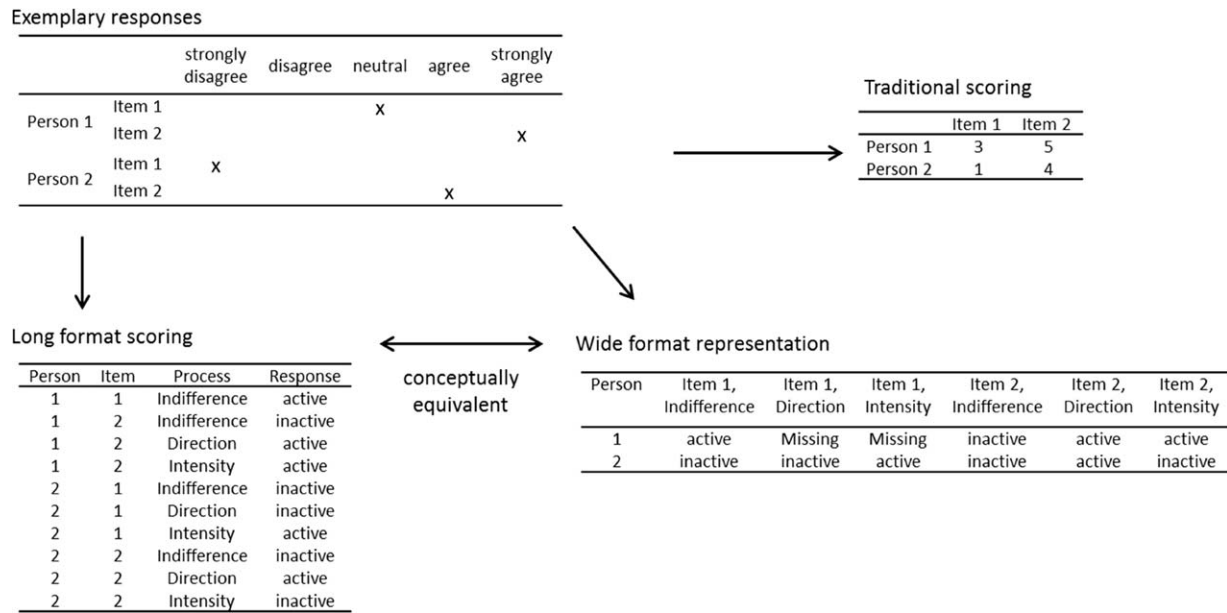 Exemplary responses
strongly disagree disagree neutral agree strongly agree
Person 1 Item 1 x
Item 2 x
Person 2 Item 1 x
Item 2 x
Traditional scoring
Item 1 Item 2
Person 1 3 5
Person 2 1 4
Long format scoring
Person Item Process Response
1 1 Indifference active
1 2 Indifference inactive
1 2 Direction active
1 2 Intensity active
2 1 Indifference inactive
2 1 Direction inactive
2 1 Intensity active
2 2 Indifference inactive
2 2 Direction active
2 2 Intensity inactive
conceptually
equivalent
Wide format representation
Person Item 1, Item 1, Item 1, Item 2, Item 2, Item 2,
Indifference Direction Intensity Indifference Direction Intensity
1 active Missing Missing inactive active active
2 inactive inactive active inactive active inactive